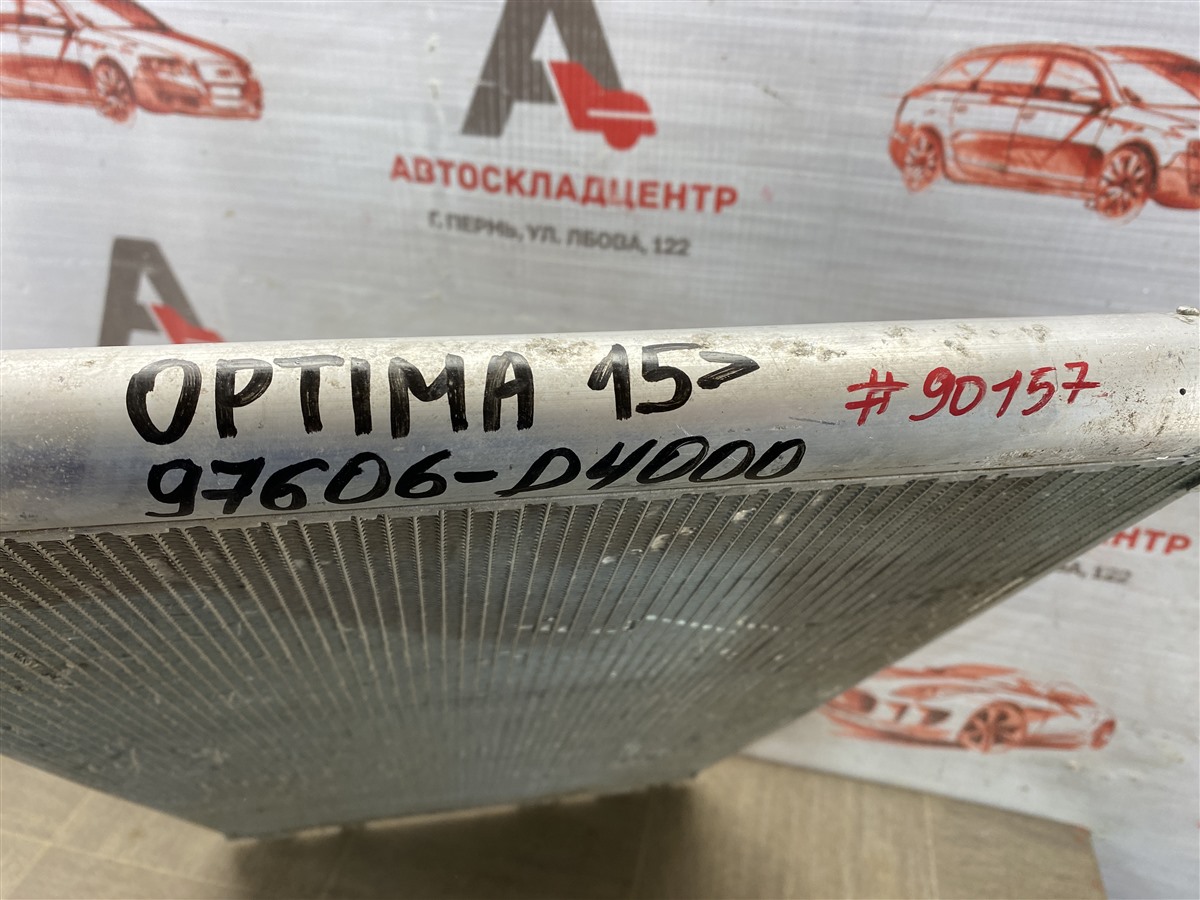 АВТОСКЛАДЦЕНТР
Г. ПЕРМЬ, УЛ. ЛБОВА, 122
OPTIMA 15>
#90157
97606-D4000
НТР
122